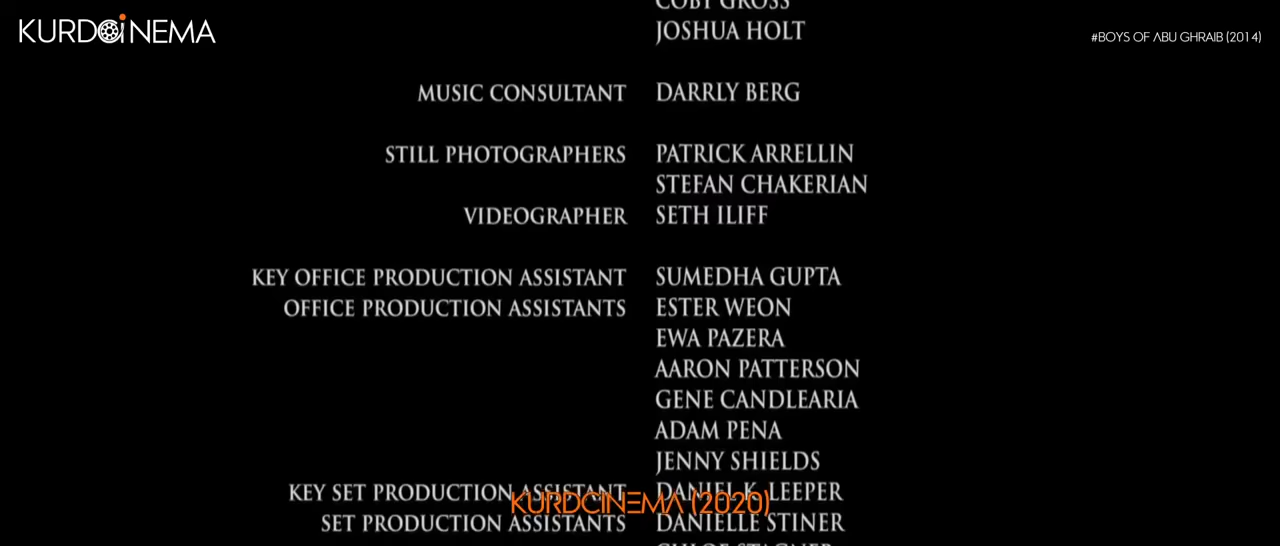 COBY GROSS
KURDCINEMA
#BOYS OF ABU GHRAIB (2014)
JOSHUA HOLT
MUSIC CONSULTANT DARRLY BERG
STILL PHOTOGRAPHERS PATRICK ARRELLIN
STEFAN CHAKERIAN
VIDEOGRAPHER SETH ILIFF
KEY OFFICE PRODUCTION ASSISTANT SUMEDHA GUPTA
OFFICE PRODUCTION ASSISTANTS ESTER WEON
EWA PAZERA
AARON PATTERSON
GENE CANDLEARIA
ADAM PENA
JENNY SHIELDS
KEY SET PRODUCTION ASSISTANT DANIEL K. LEEPER
KURDCINEMA (2020)
SET PRODUCTION ASSISTANTS DANIELLE STINER